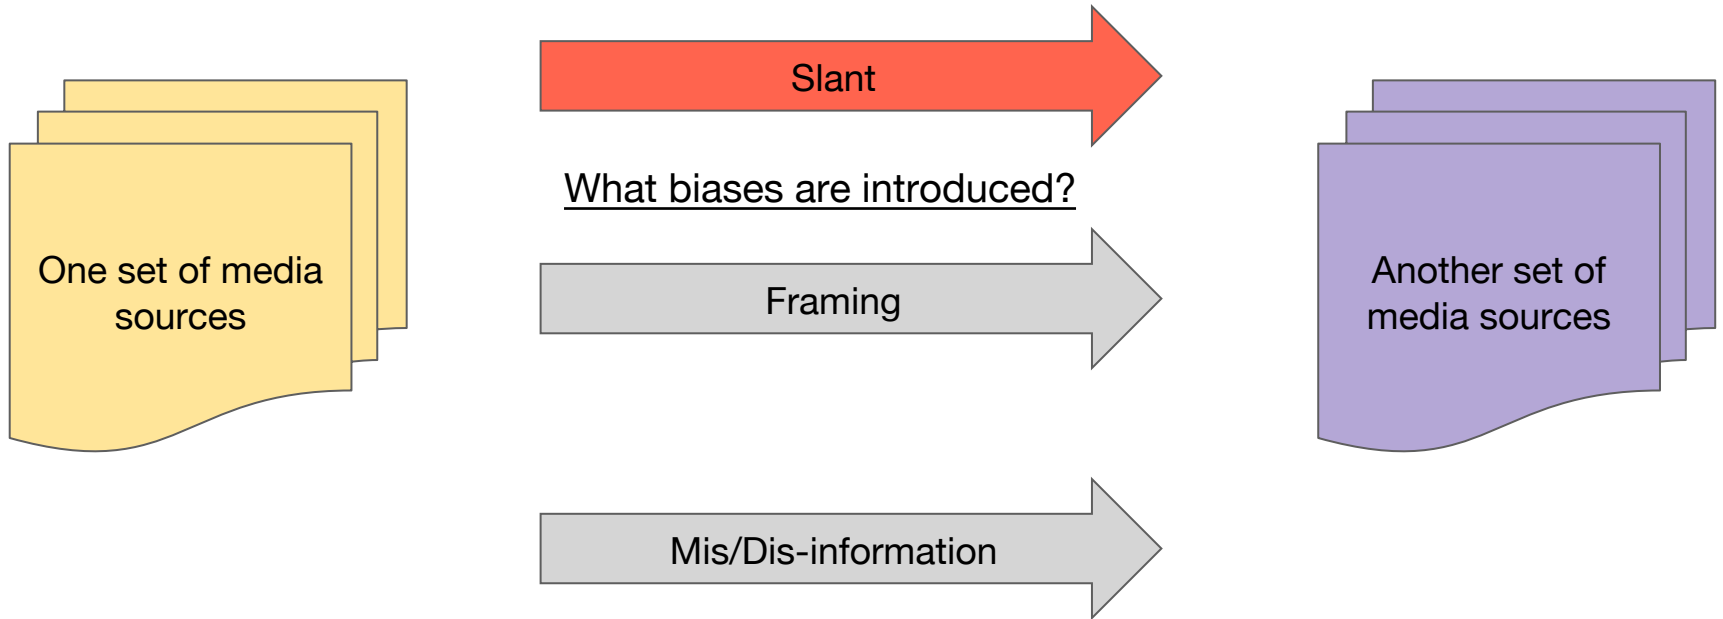 Slant
What biases are introduced?
One set of media
sources
Framing
Another set of
media sources
Mis/Dis-information